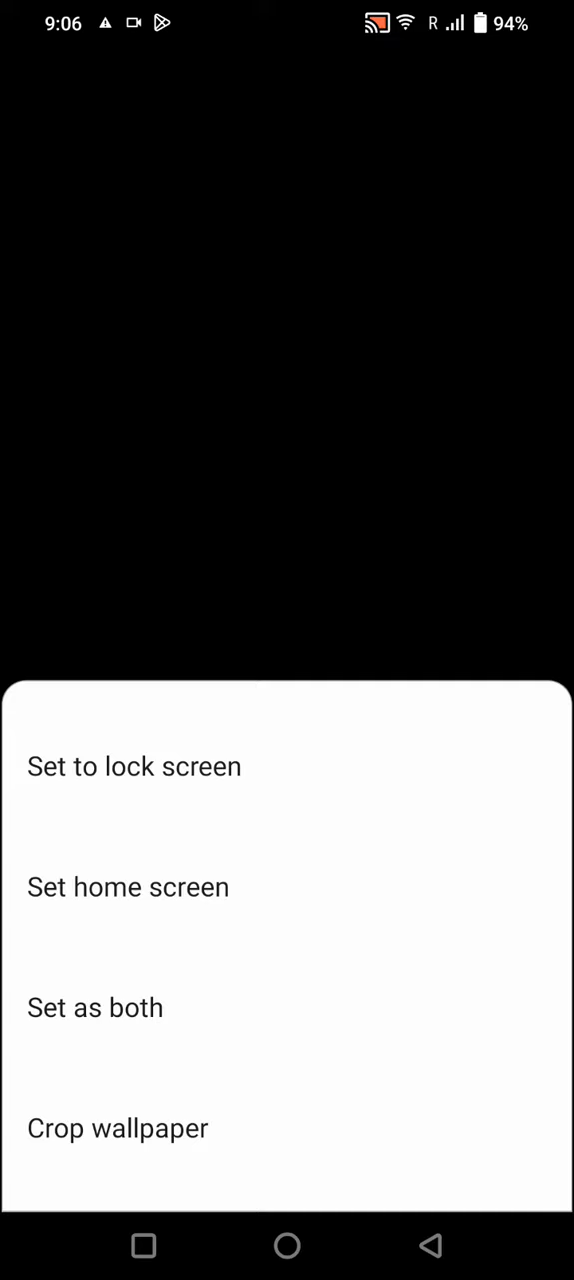 9:06 R 94%
Set to lock screen
Set home screen
Set as both
Crop wallpaper